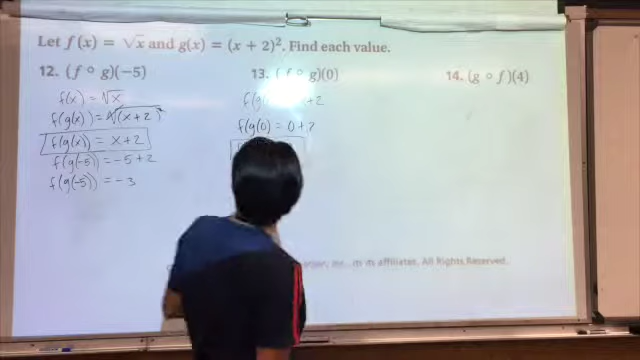 Let f(x) = √x and g(x) = (x + 2)². Find each value.
12. (f ∘ g)(−5)
f(x) = √x
f(g(x)) = √(x+2)²
f(g(x)) = x+2
f(g(-5)) = -5+2
f(g(-5)) = -3
13. (f ∘ g)(0)
+2
f(g(0) = 0+2
14. (g ∘ f)(4)
its affiliates. All Rights Reserved.